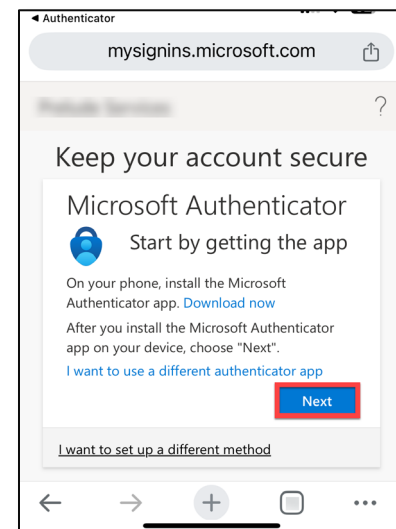 ◀ Authenticator
mysignins.microsoft.com
?
Keep your account secure
Microsoft Authenticator
Start by getting the app
On your phone, install the Microsoft
Authenticator app. Download now
After you install the Microsoft Authenticator
app on your device, choose "Next".
I want to use a different authenticator app
Next
I want to set up a different method